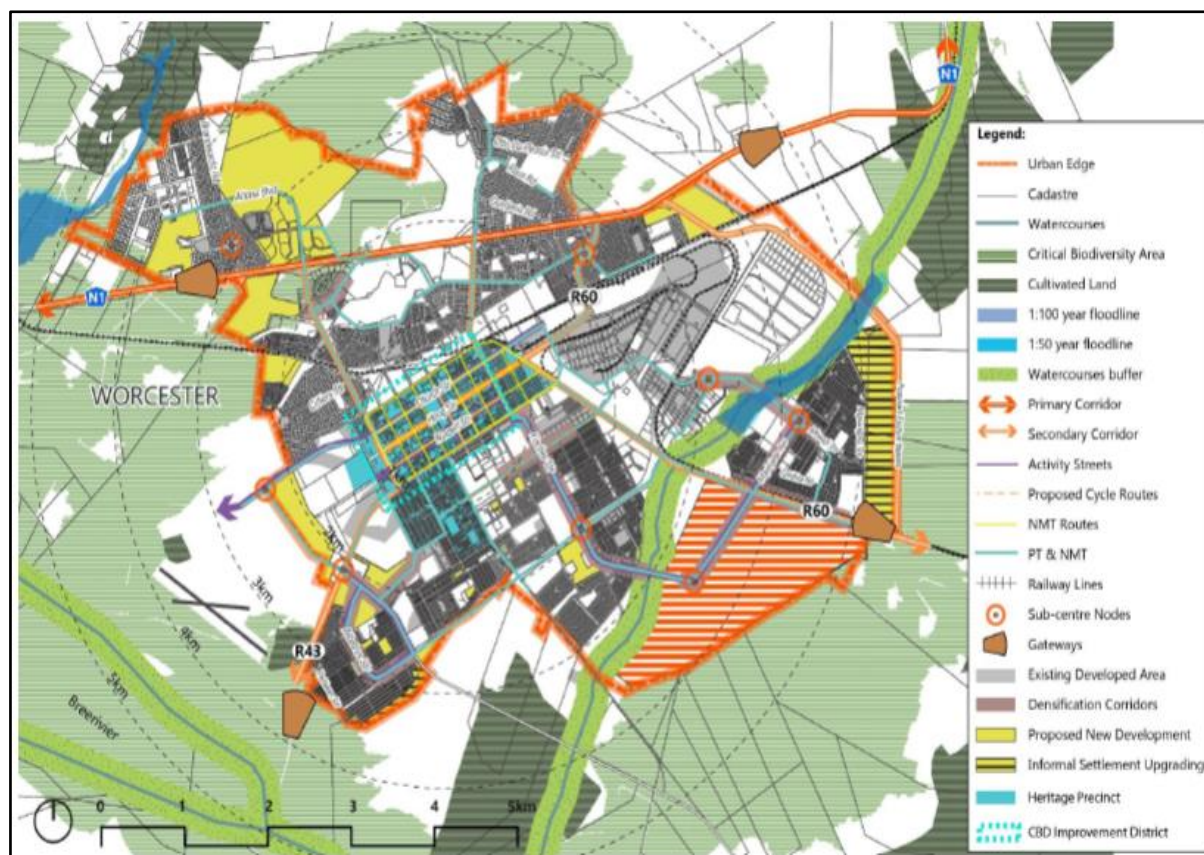 N1
N1
R60
WORCESTER
R60
R43
2km
3km
4km
5km
Breerivier
0 1 2 3 4 5km
Legend:
Urban Edge
Cadastre
Watercourses
Critical Biodiversity Area
Cultivated Land
1:100 year floodline
1:50 year floodline
Watercourses buffer
Primary Corridor
Secondary Corridor
Activity Streets
Proposed Cycle Routes
NMT Routes
PT & NMT
Railway Lines
Sub-centre Nodes
Gateways
Existing Developed Area
Densification Corridors
Proposed New Development
Informal Settlement Upgrading
Heritage Precinct
CBD Improvement District